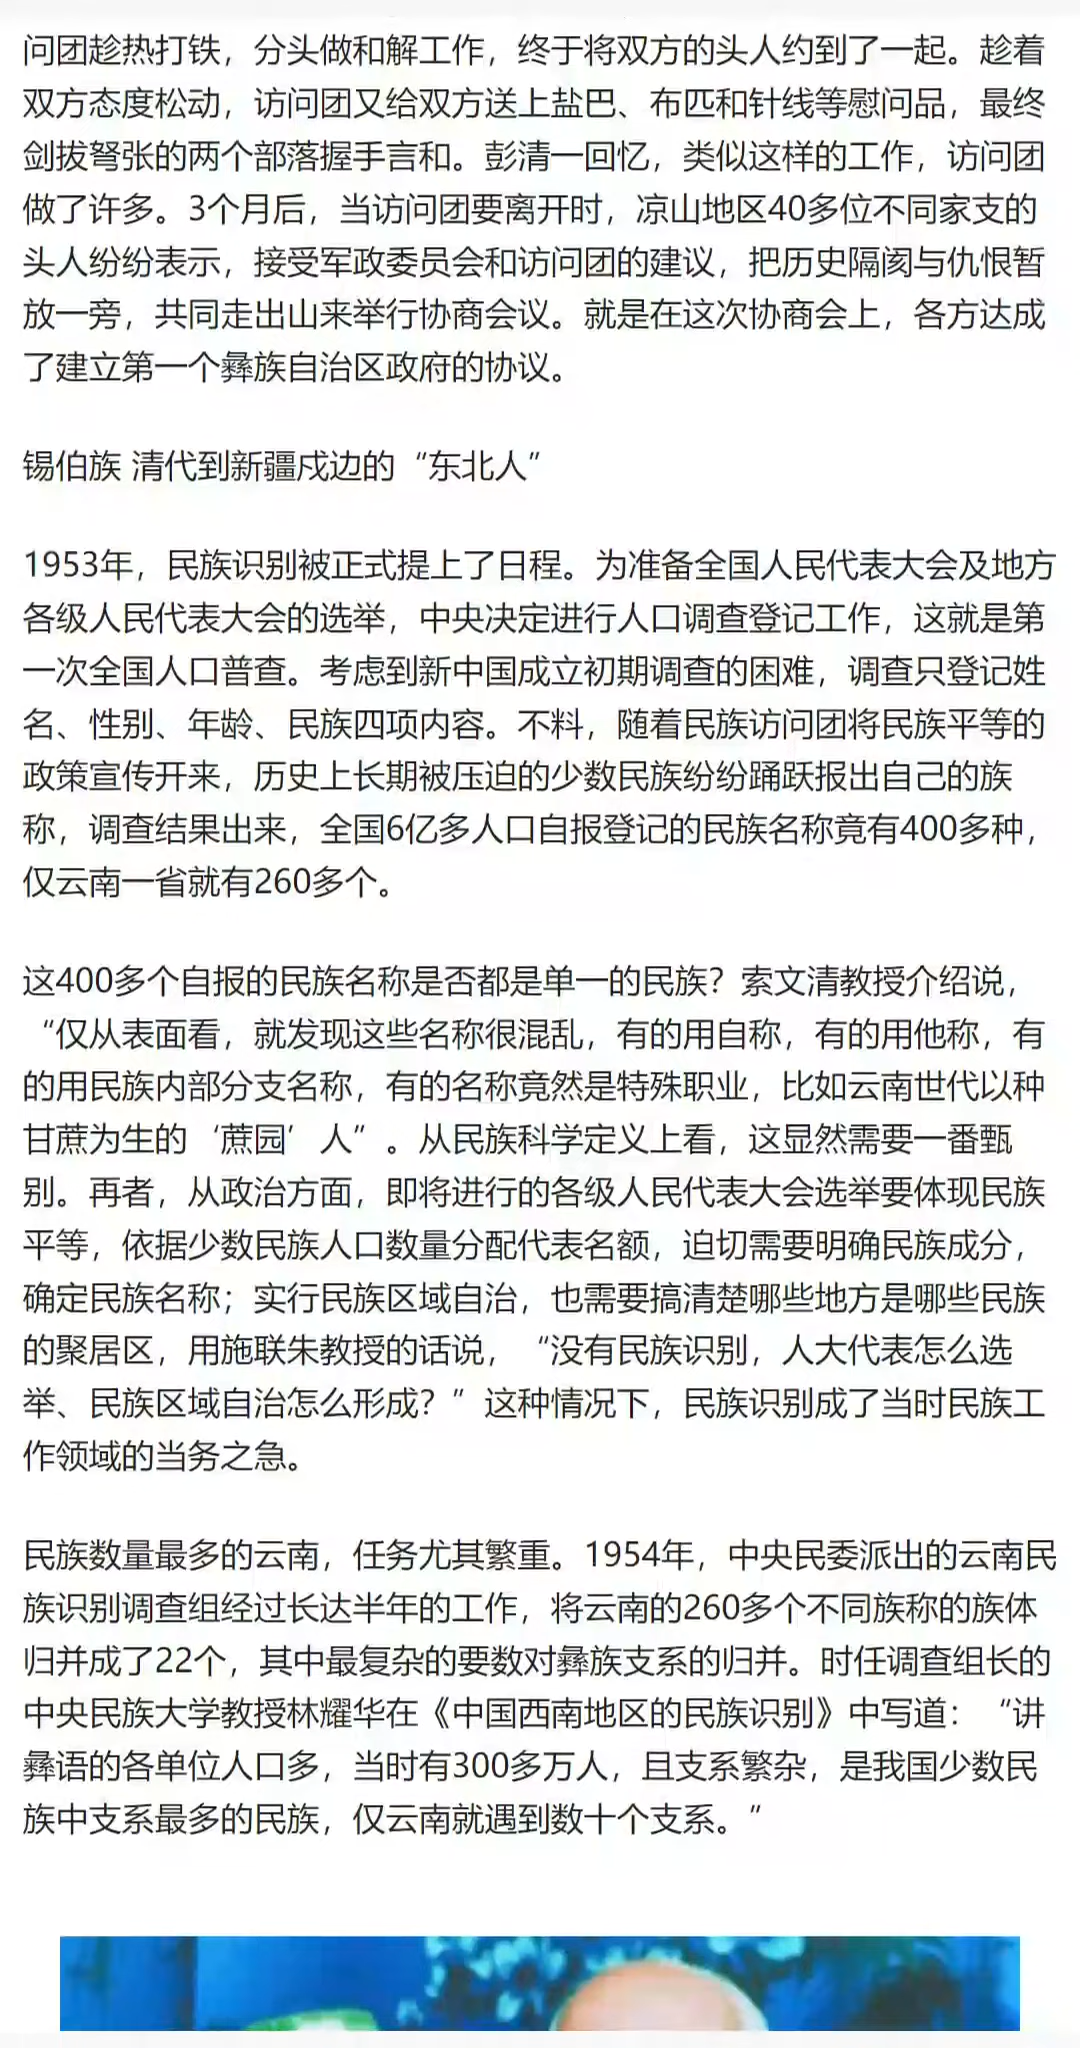 问团趁热打铁，分头做和解工作，终于将双方的头人约到了一起。趁着
双方态度松动，访问团又给双方送上盐巴、布匹和针线等慰问品，最终
剑拔弩张的两个部落握手言和。彭清一回忆，类似这样的工作，访问团
做了许多。3个月后，当访问团要离开时，凉山地区40多位不同家支的
头人纷纷表示，接受军政委员会和访问团的建议，把历史隔阂与仇恨暂
放一旁，共同走出山来举行协商会议。就是在这次协商会上，各方达成
了建立第一个彝族自治区政府的协议。
锡伯族 清代到新疆戍边的“东北人”
1953年，民族识别被正式提上了日程。为准备全国人民代表大会及地方
各级人民代表大会的选举，中央决定进行人口调查登记工作，这就是第
一次全国人口普查。考虑到新中国成立初期调查的困难，调查只登记姓
名、性别、年龄、民族四项内容。不料，随着民族访问团将民族平等的
政策宣传开来，历史上长期被压迫的少数民族纷纷踊跃报出自己的族
称，调查结果出来，全国6亿多人口自报登记的民族名称竟有400多种，
仅云南一省就有260多个。
这400多个自报的民族名称是否都是单一的民族？索文清教授介绍说，
“仅从表面看，就发现这些名称很混乱，有的用自称，有的用他称，有
的用民族内部分支名称，有的名称竟然是特殊职业，比如云南世代以种
甘蔗为生的‘蔗园’人”。从民族科学定义上看，这显然需要一番甄
别。再者，从政治方面，即将进行的各级人民代表大会选举要体现民族
平等，依据少数民族人口数量分配代表名额，迫切需要明确民族成分，
确定民族名称；实行民族区域自治，也需要搞清楚哪些地方是哪些民族
的聚居区，用施联朱教授的话说，“没有民族识别，人大代表怎么选
举、民族区域自治怎么形成？”这种情况下，民族识别成了当时民族工
作领域的当务之急。
民族数量最多的云南，任务尤其繁重。1954年，中央民委派出的云南民
族识别调查组经过长达半年的工作，将云南的260多个不同族称的族体
归并成了22个，其中最复杂的要数对彝族支系的归并。时任调查组长的
中央民族大学教授林耀华在《中国西南地区的民族识别》中写道：“讲
彝语的各单位人口多，当时有300多万人，且支系繁杂，是我国少数民
族中支系最多的民族，仅云南就遇到数十个支系。”